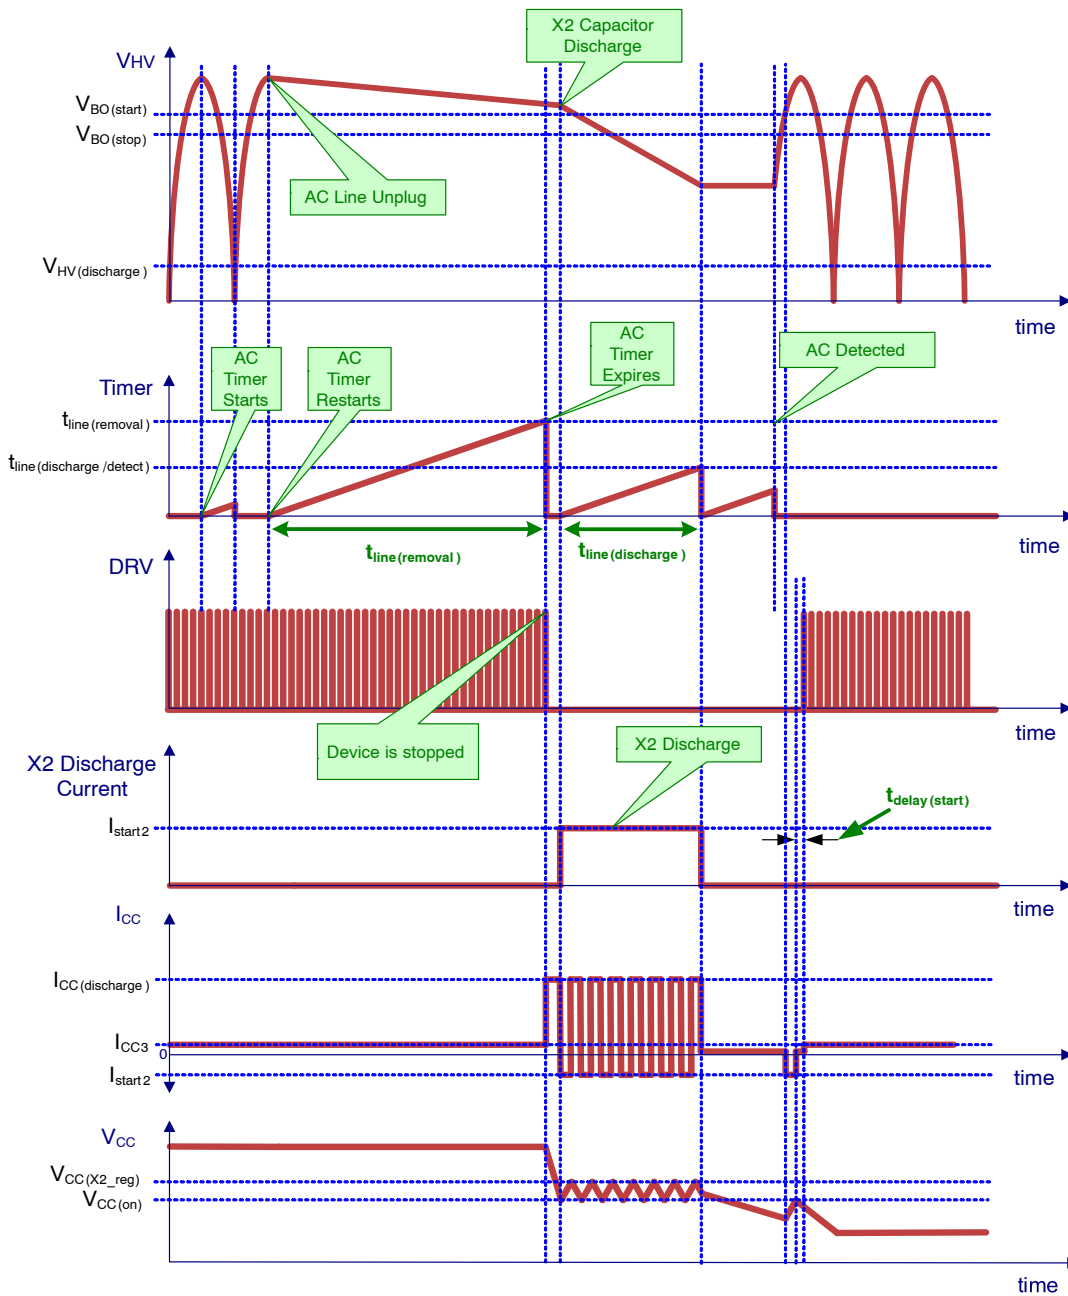 X2 Capacitor
Discharge
VHV
VBO(start)
VBO(stop)
AC Line Unplug
VHV(discharge)
time
AC
Timer
Starts
AC
Timer
Restarts
AC
Timer
Expires
AC Detected
Timer
tline(removal)
tline(discharge/detect)
time
tline(removal)
tline(discharge)
DRV
Device is stopped
time
X2 Discharge
X2 Discharge
Current
tdelay(start)
Istart2
time
ICC
ICC(discharge)
ICC3
0
Istart2
time
VCC
VCC(X2_reg)
VCC(on)
time